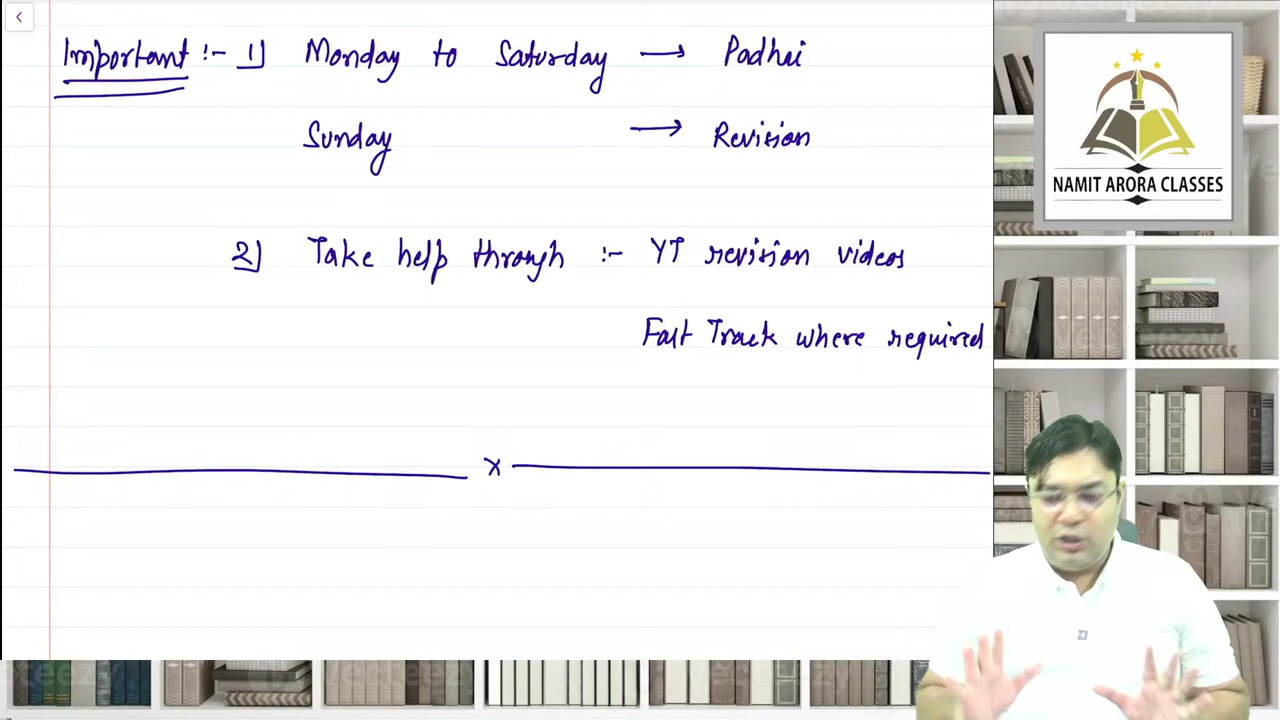 Important :- 1) Monday to Saturday → Padhai
Sunday → Revision
2) Take help through :- YT revision videos
Fast Track where required
x
NAMIT ARORA CLASSES